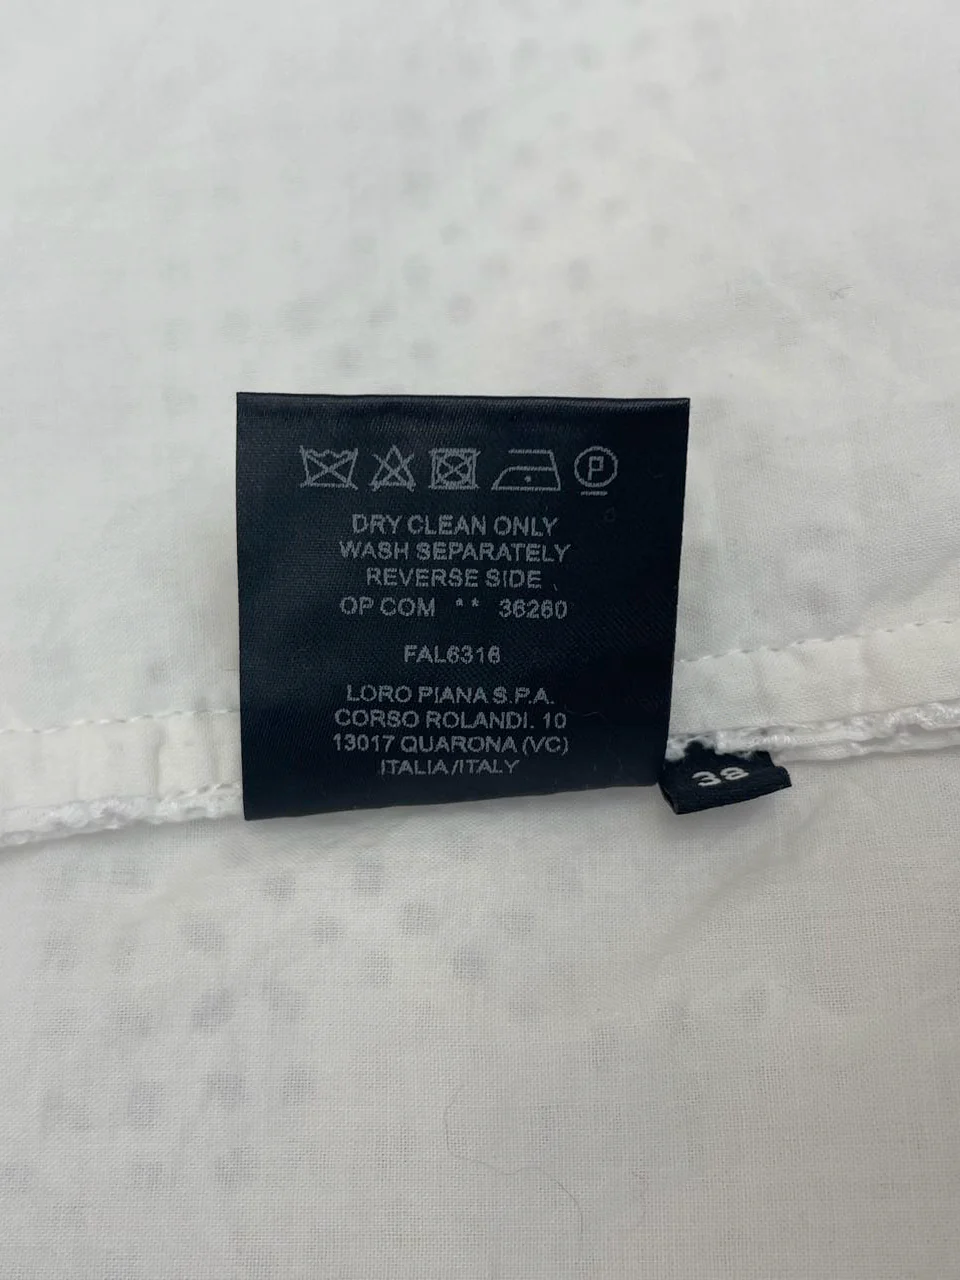 P
DRY CLEAN ONLY
WASH SEPARATELY
REVERSE SIDE
OP COM ** 36260
FAL6316
LORO PIANA S.P.A.
CORSO ROLANDI. 10
13017 QUARONA (VC)
ITALIA/ITALY
38